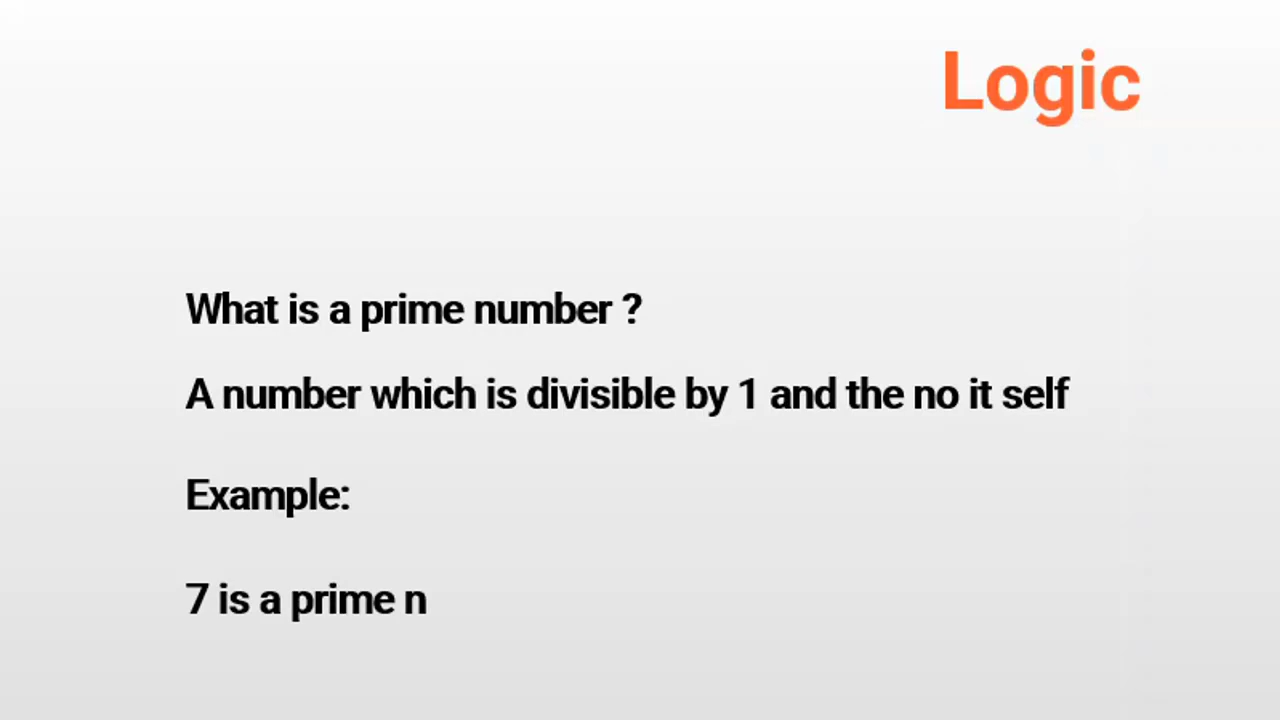 Logic
What is a prime number ?
A number which is divisible by 1 and the no it self
Example:
7 is a prime n